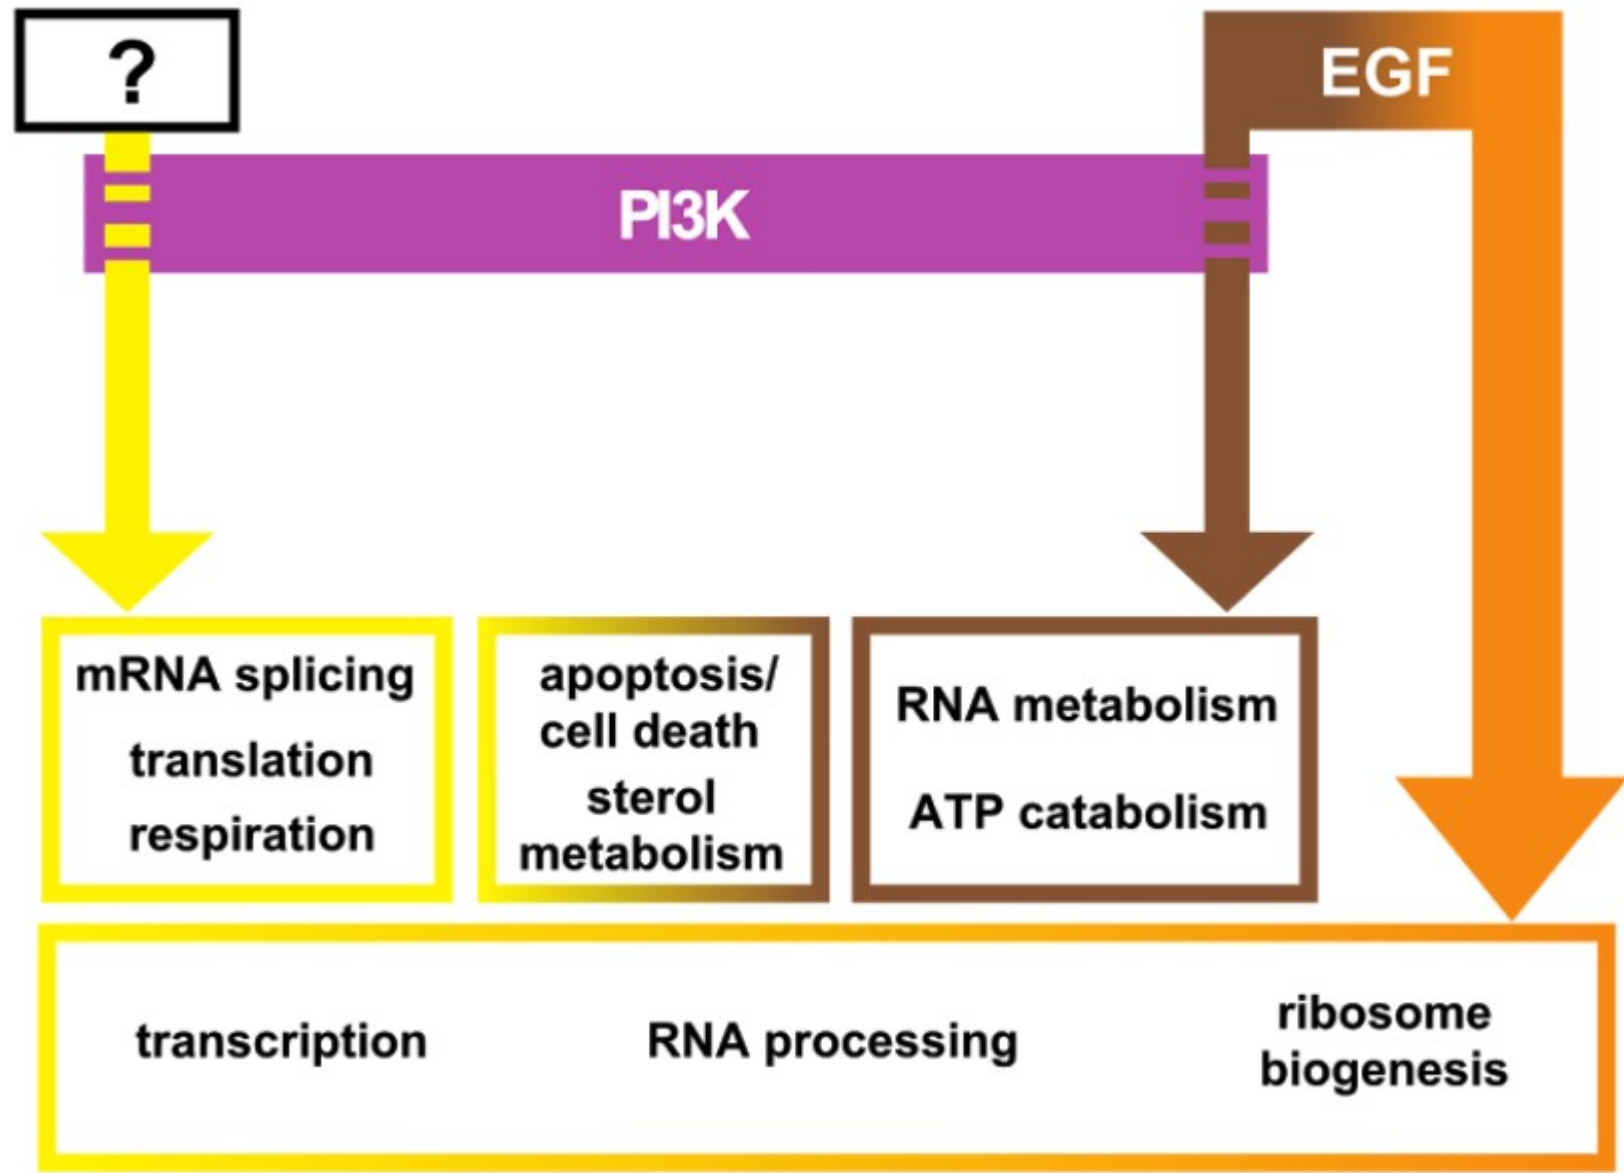 ?
EGF
PI3K
mRNA splicing
translation
respiration
apoptosis/
cell death
sterol
metabolism
RNA metabolism
ATP catabolism
transcription
RNA processing
ribosome
biogenesis